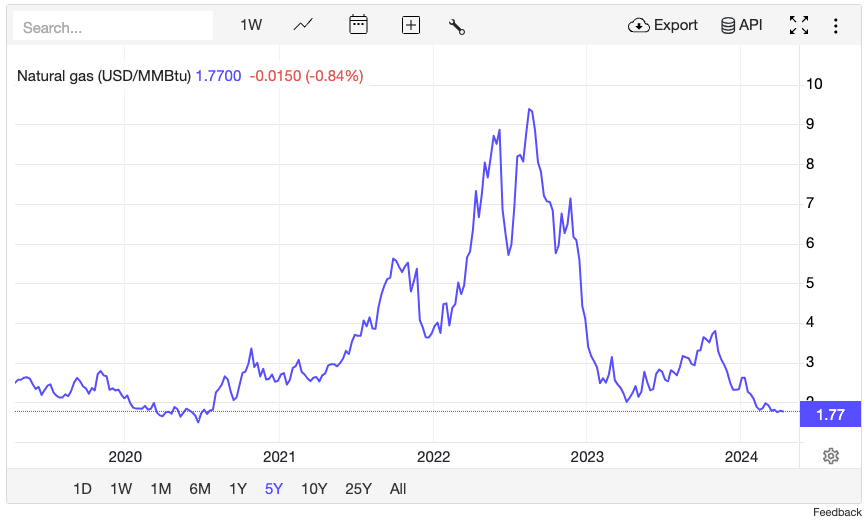 Search...
1W
Export
API
Natural gas (USD/MMBtu) 1.7700 -0.0150 (-0.84%)
10
9
8
7
6
5
4
3
2
1.77
2020 2021 2022 2023 2024
1D 1W 1M 6M 1Y 5Y 10Y 25Y All
Feedback